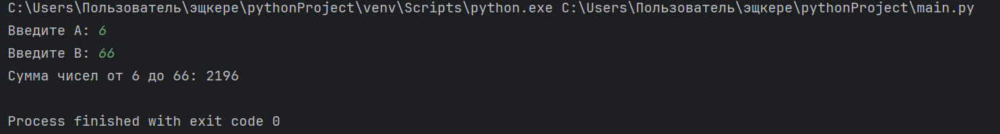 C:\Users\Пользователь\эщкере\pythonProject\venv\Scripts\python.exe C:\Users\Пользователь\эщкере\pythonProject\main.py
Введите A: 6
Введите B: 66
Сумма чисел от 6 до 66: 2196
Process finished with exit code 0